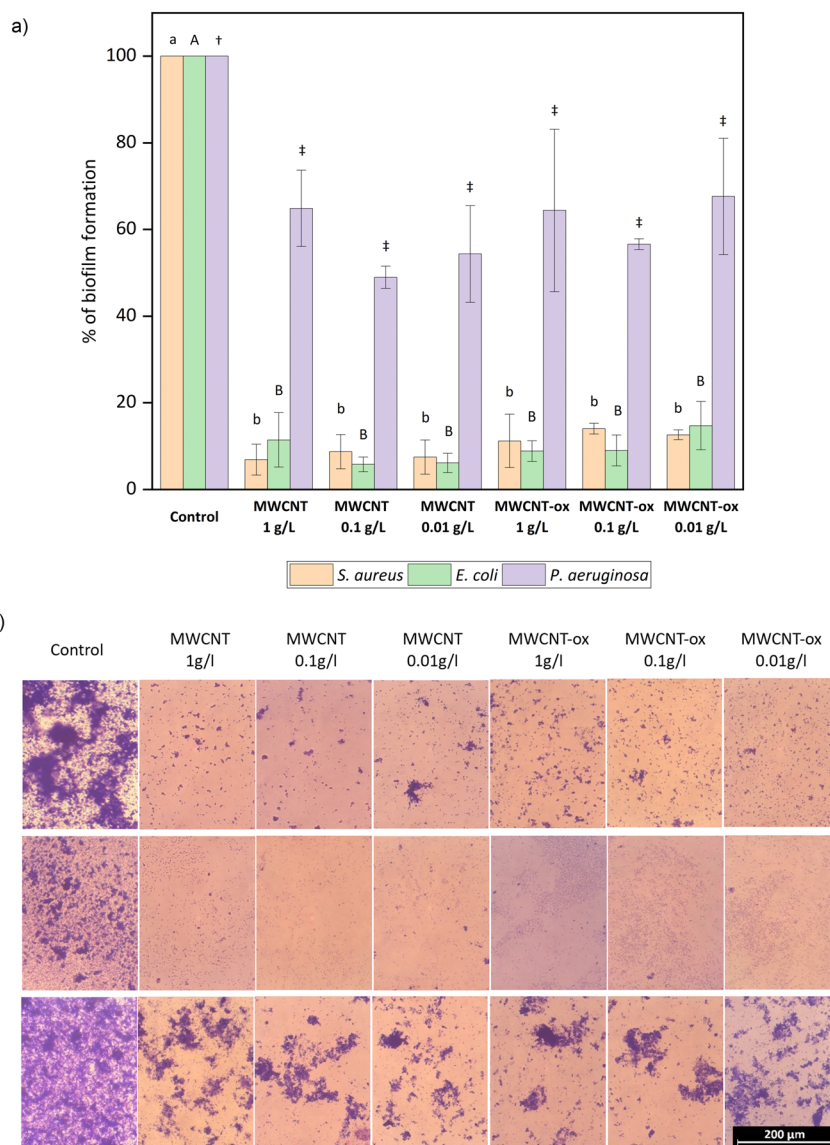 a)
% of biofilm formation
100
80
60
40
20
0
a A †
‡ ‡ ‡ ‡ ‡ ‡
b B b B b B b B b B b B
Control
MWCNT 1 g/L
MWCNT 0.1 g/L
MWCNT 0.01 g/L
MWCNT-ox 1 g/L
MWCNT-ox 0.1 g/L
MWCNT-ox 0.01 g/L
S. aureus E. coli P. aeruginosa
)
Control
MWCNT 1g/l
MWCNT 0.1g/l
MWCNT 0.01g/l
MWCNT-ox 1g/l
MWCNT-ox 0.1g/l
MWCNT-ox 0.01g/l
200 µm